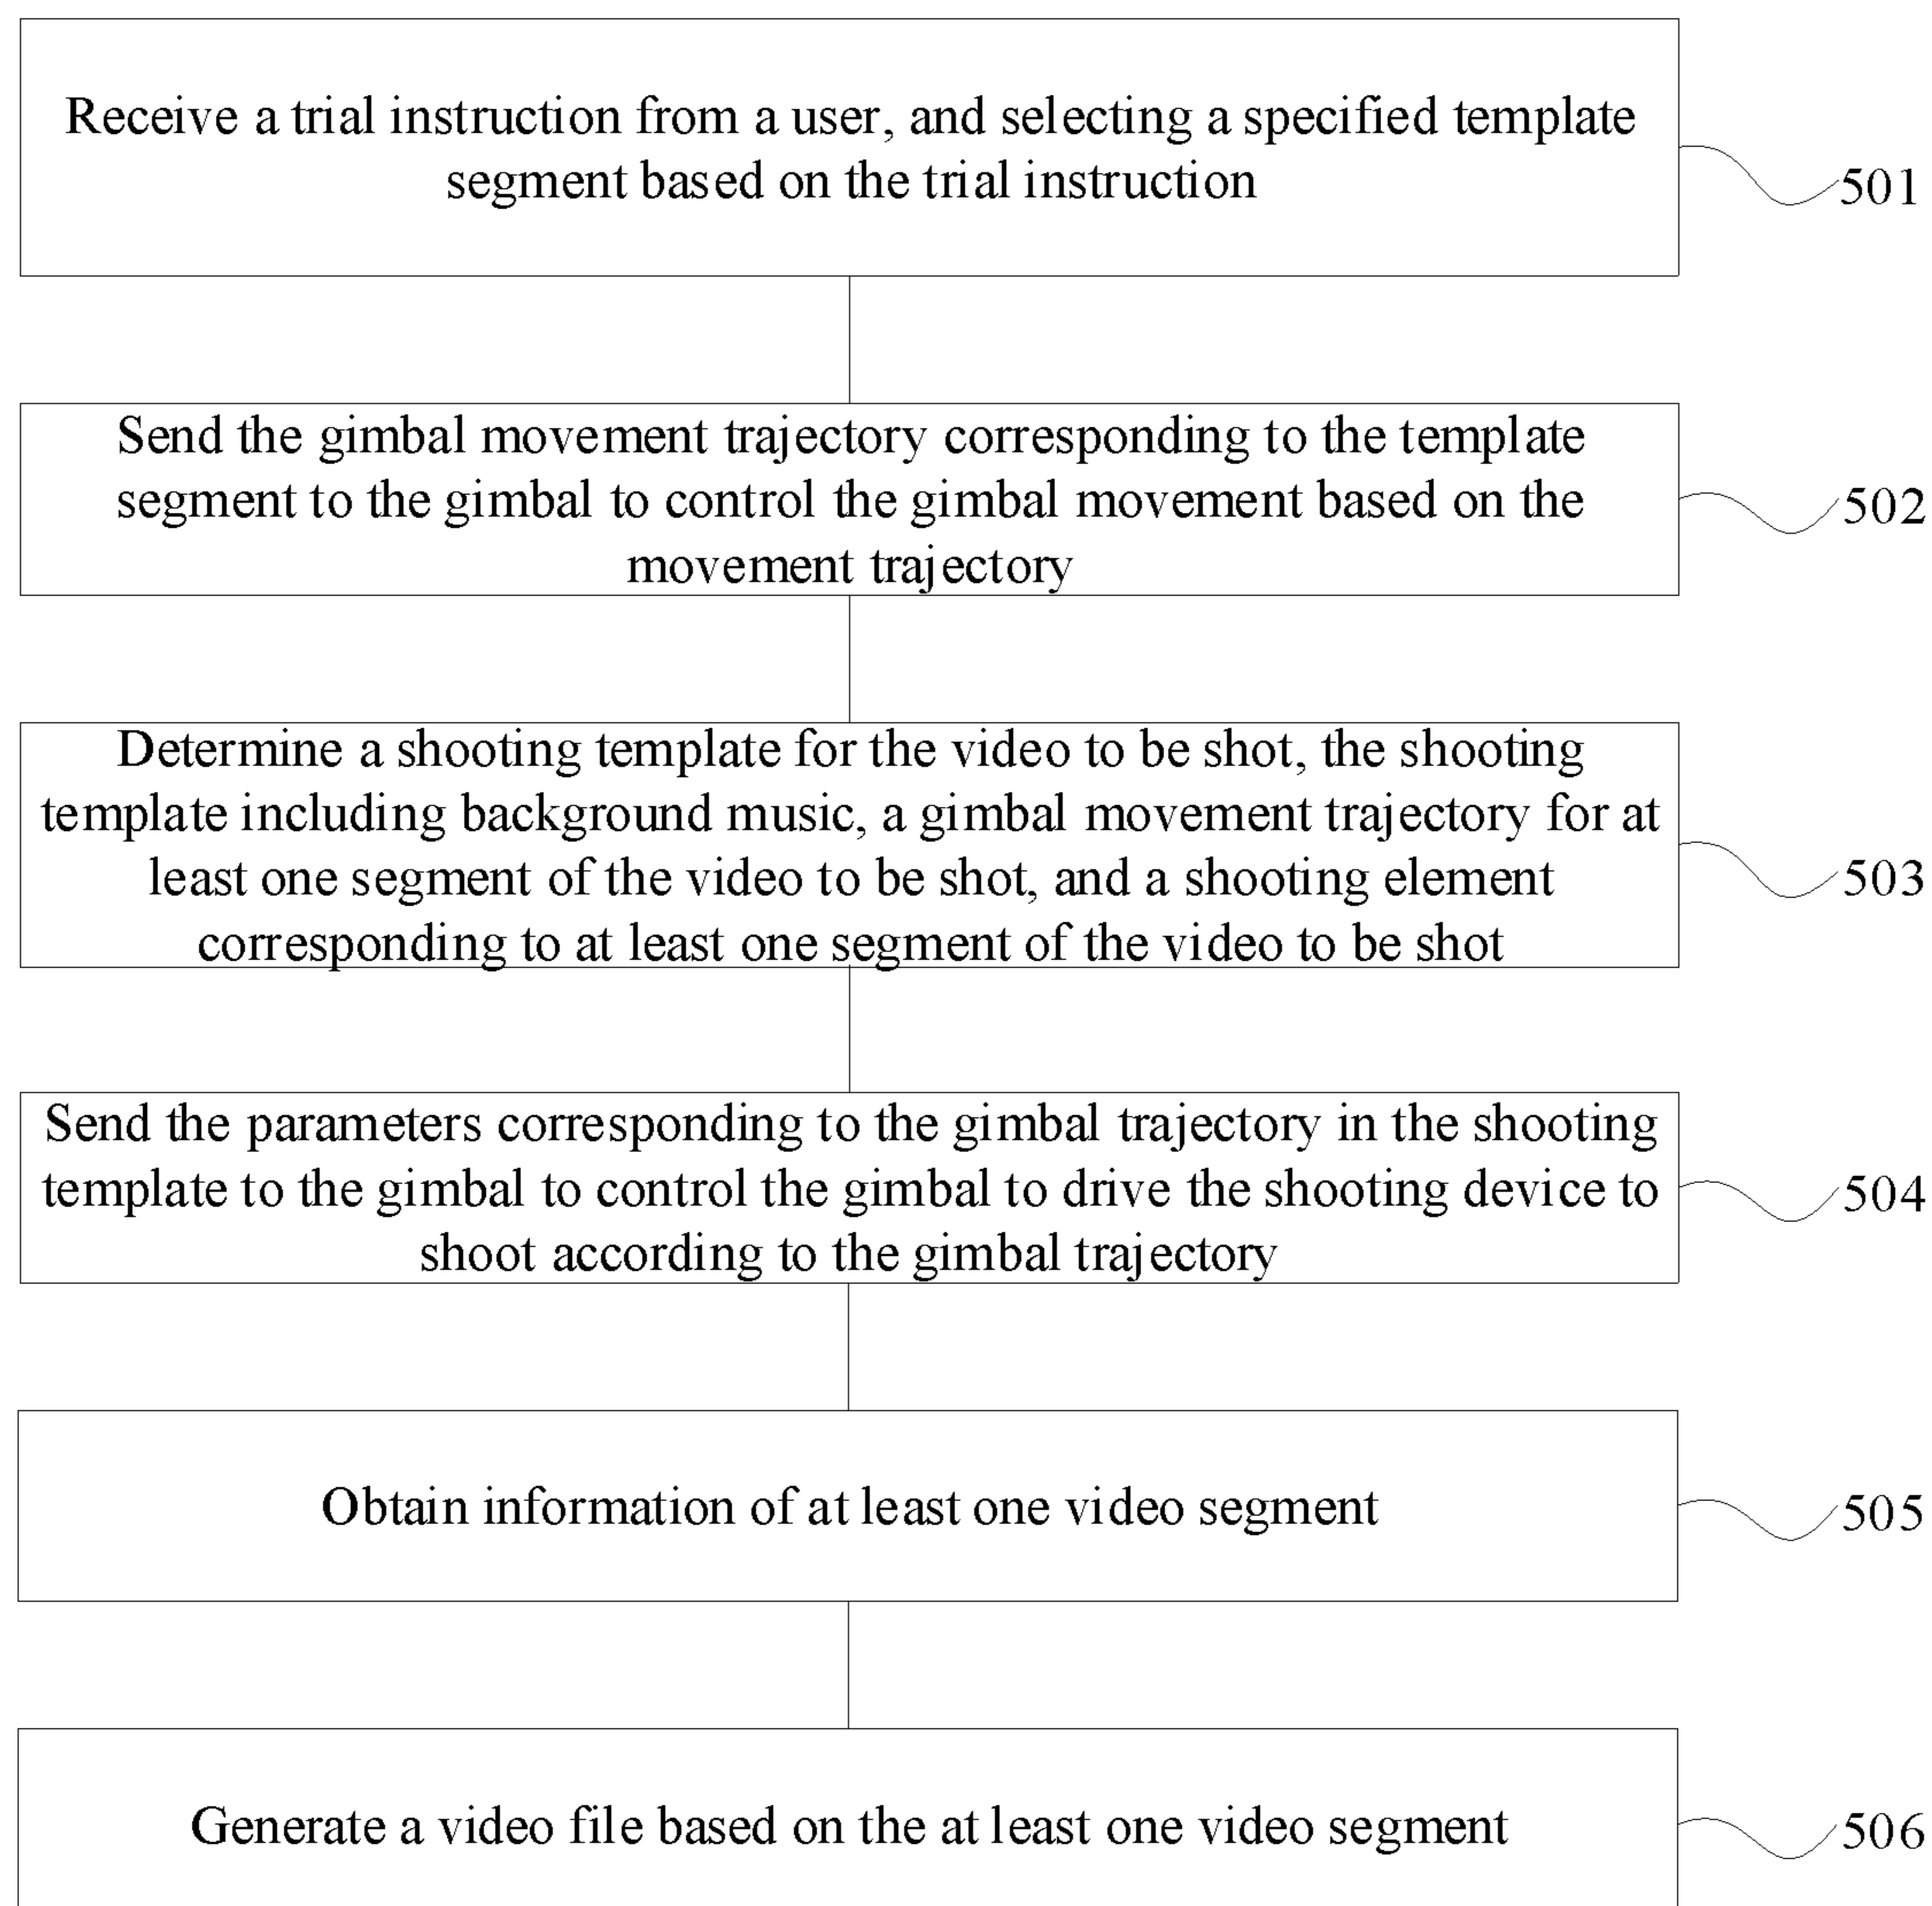 Receive a trial instruction from a user, and selecting a specified template
segment based on the trial instruction
501
Send the gimbal movement trajectory corresponding to the template
segment to the gimbal to control the gimbal movement based on the
movement trajectory
502
Determine a shooting template for the video to be shot, the shooting
template including background music, a gimbal movement trajectory for at
least one segment of the video to be shot, and a shooting element
corresponding to at least one segment of the video to be shot
503
Send the parameters corresponding to the gimbal trajectory in the shooting
template to the gimbal to control the gimbal to drive the shooting device to
shoot according to the gimbal trajectory
504
Obtain information of at least one video segment
505
Generate a video file based on the at least one video segment
506